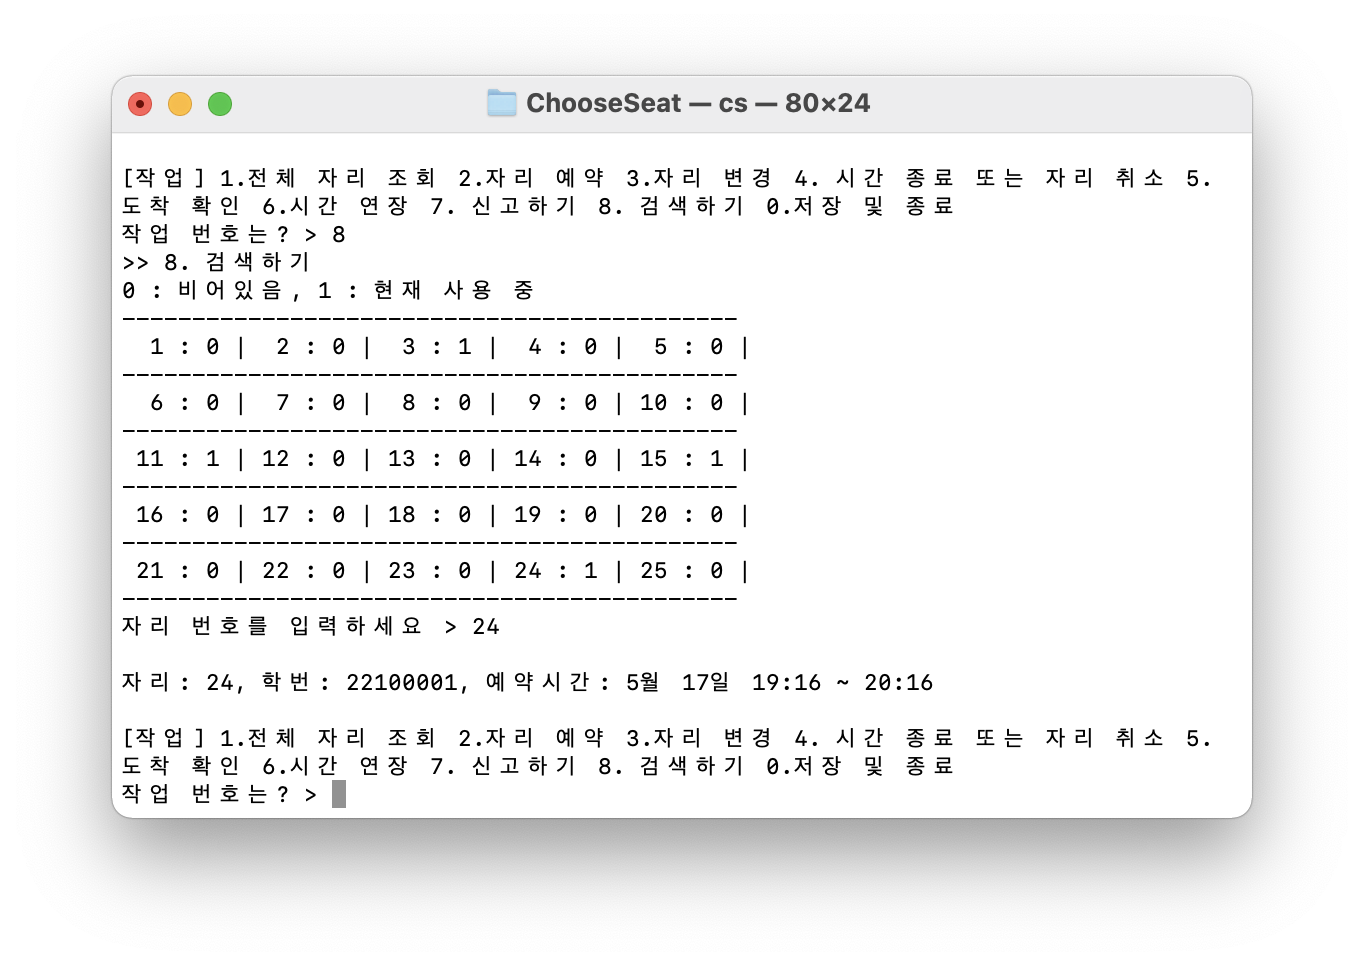 ChooseSeat — cs — 80×24
[작업] 1.전체 자리 조회 2.자리 예약 3.자리 변경 4. 시간 종료 또는 자리 취소 5.
도착 확인 6.시간 연장 7. 신고하기 8. 검색하기 0.저장 및 종료
작업 번호는? > 8
>> 8. 검색하기
0 : 비어있음, 1 : 현재 사용 중
--------------------------------------------
  1 : 0 |  2 : 0 |  3 : 1 |  4 : 0 |  5 : 0 |
--------------------------------------------
  6 : 0 |  7 : 0 |  8 : 0 |  9 : 0 | 10 : 0 |
--------------------------------------------
 11 : 1 | 12 : 0 | 13 : 0 | 14 : 0 | 15 : 1 |
--------------------------------------------
 16 : 0 | 17 : 0 | 18 : 0 | 19 : 0 | 20 : 0 |
--------------------------------------------
 21 : 0 | 22 : 0 | 23 : 0 | 24 : 1 | 25 : 0 |
--------------------------------------------
자리 번호를 입력하세요 > 24
자리: 24, 학번: 22100001, 예약시간: 5월 17일 19:16 ~ 20:16
[작업] 1.전체 자리 조회 2.자리 예약 3.자리 변경 4. 시간 종료 또는 자리 취소 5.
도착 확인 6.시간 연장 7. 신고하기 8. 검색하기 0.저장 및 종료
작업 번호는? >